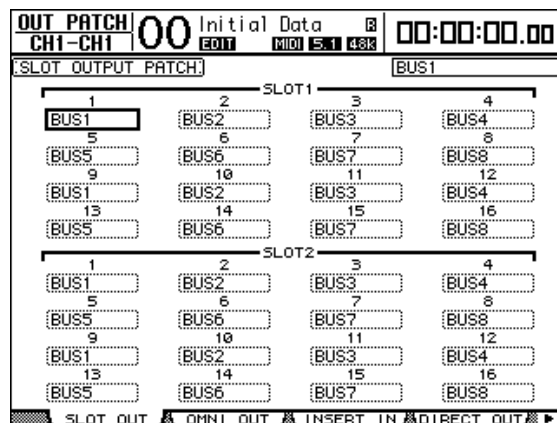 OUT PATCH 00 Initial Data R 00:00:00.00
CH1-CH1 EDIT MIDI 5.1 48k
SLOT OUTPUT PATCH BUS1
SLOT1
1 2 3 4
BUS1 BUS2 BUS3 BUS4
5 6 7 8
BUS5 BUS6 BUS7 BUS8
9 10 11 12
BUS1 BUS2 BUS3 BUS4
13 14 15 16
BUS5 BUS6 BUS7 BUS8
SLOT2
1 2 3 4
BUS1 BUS2 BUS3 BUS4
5 6 7 8
BUS5 BUS6 BUS7 BUS8
9 10 11 12
BUS1 BUS2 BUS3 BUS4
13 14 15 16
BUS5 BUS6 BUS7 BUS8
SLOT OUT OMNI OUT INSERT IN DIRECT OUT